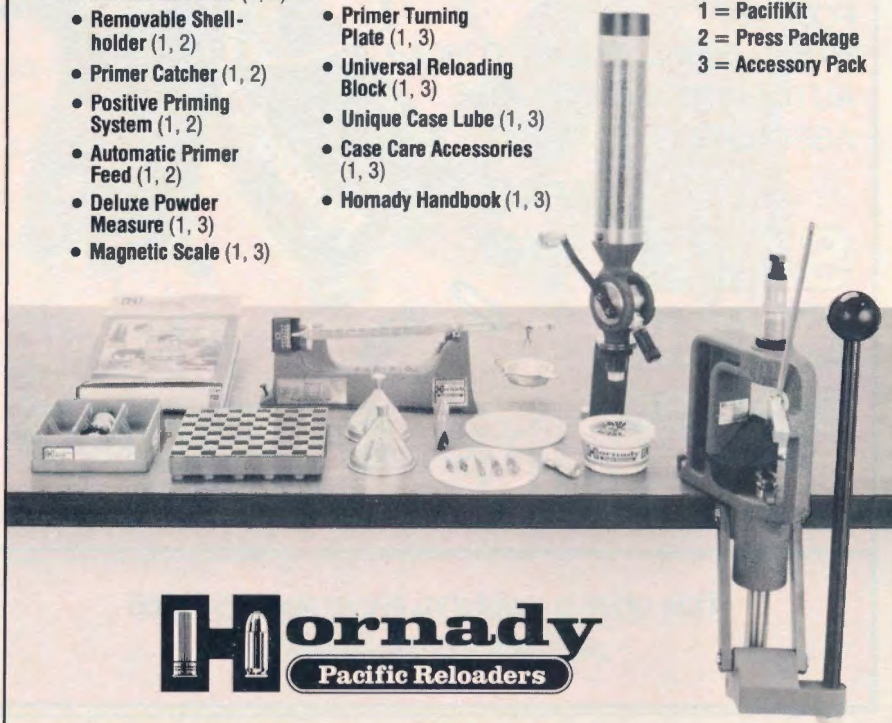 • Removable Shell-
holder (1, 2)
• Primer Catcher (1, 2)
• Positive Priming
System (1, 2)
• Automatic Primer
Feed (1, 2)
• Deluxe Powder
Measure (1, 3)
• Magnetic Scale (1, 3)
• Primer Turning
Plate (1, 3)
• Universal Reloading
Block (1, 3)
• Unique Case Lube (1, 3)
• Case Care Accessories
(1, 3)
• Hornady Handbook (1, 3)
1 = PacifiKit
2 = Press Package
3 = Accessory Pack
Hornady
Hornady
Pacific Reloaders